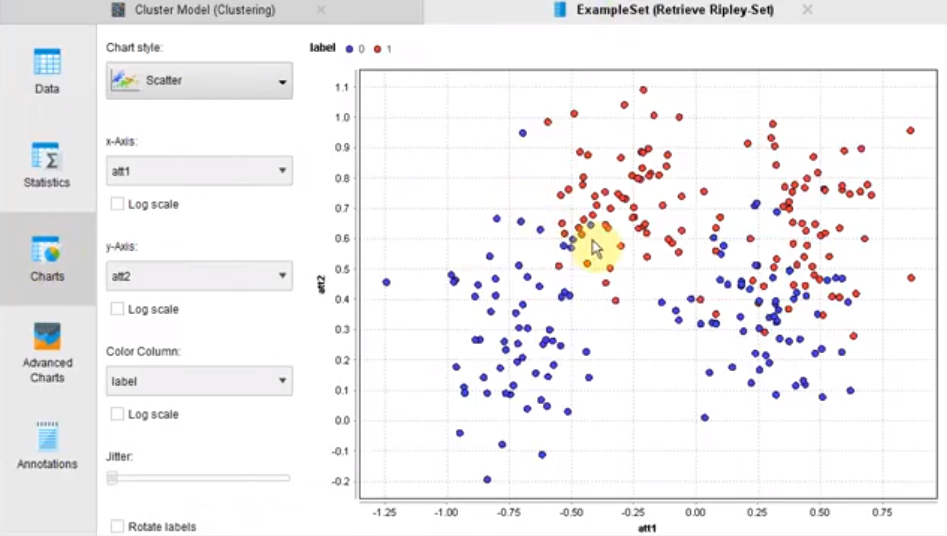 Cluster Model (Clustering)
ExampleSet (Retrieve Ripley-Set)
Data
Statistics
Charts
Advanced
Charts
Annotations
Chart style:
Scatter
x-Axis:
att1
Log scale
y-Axis:
att2
Log scale
Color Column:
label
Log scale
Jitter:
Rotate labels
label 0 1
1.1
1.0
0.9
0.8
0.7
0.6
0.5
0.4
0.3
0.2
0.1
0.0
-0.1
-0.2
att2
-1.25 -1.00 -0.75 -0.50 -0.25 0.00 0.25 0.50 0.75
att1